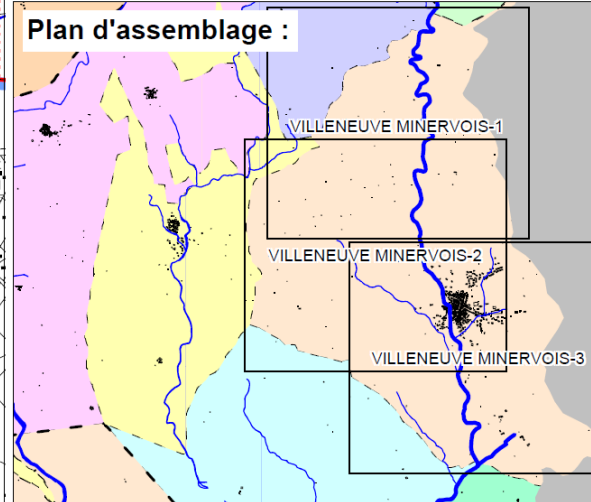 Plan d'assemblage :
VILLENEUVE MINERVOIS-1
VILLENEUVE MINERVOIS-2
VILLENEUVE MINERVOIS-3